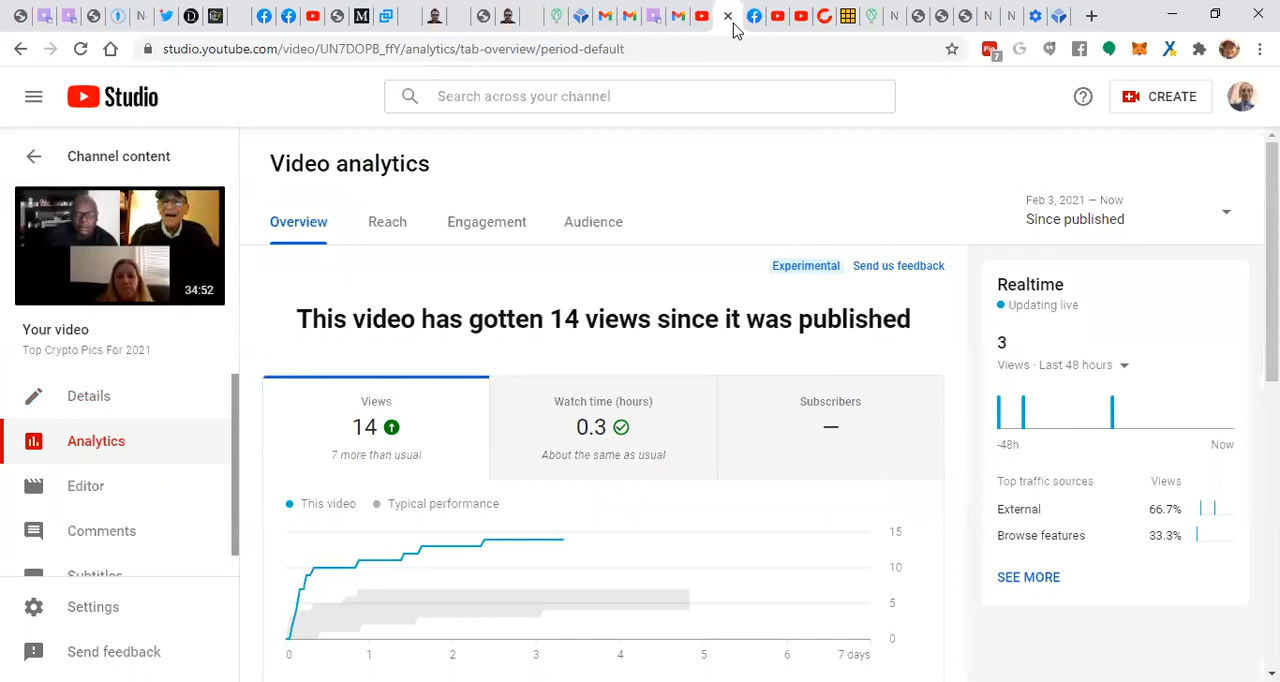 studio.youtube.com/video/UN7DOPB_ffY/analytics/tab-overview/period-default
7
Studio
Search across your channel
CREATE
Channel content
34:52
Your video
Top Crypto Pics For 2021
Details
Analytics
Editor
Comments
Subtitles
Settings
Send feedback
Video analytics
Overview
Reach
Engagement
Audience
Feb 3, 2021 — Now
Since published
Experimental
Send us feedback
This video has gotten 14 views since it was published
Views
14
7 more than usual
Watch time (hours)
0.3
About the same as usual
Subscribers
—
This video
Typical performance
15
10
5
0
0 1 2 3 4 5 6 7 days
Realtime
Updating live
3
Views · Last 48 hours
-48h
Now
Top traffic sources
Views
External
66.7%
Browse features
33.3%
SEE MORE